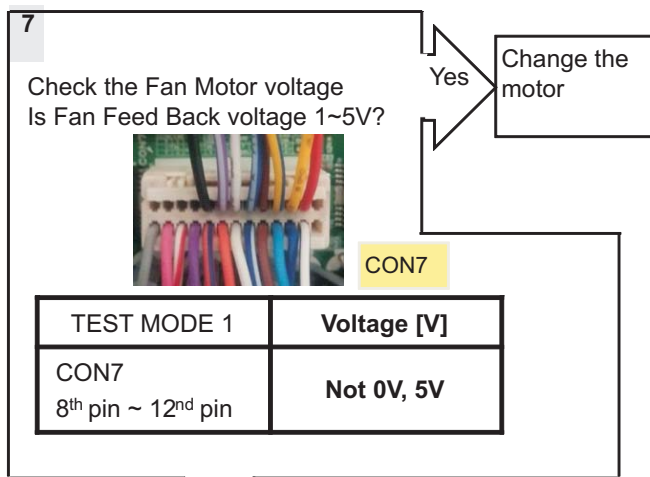 7
Check the Fan Motor voltage
Is Fan Feed Back voltage 1~5V?
Yes
Change the
motor
CON7
TEST MODE 1 Voltage [V]
CON7
8th pin ~ 12nd pin
Not 0V, 5V